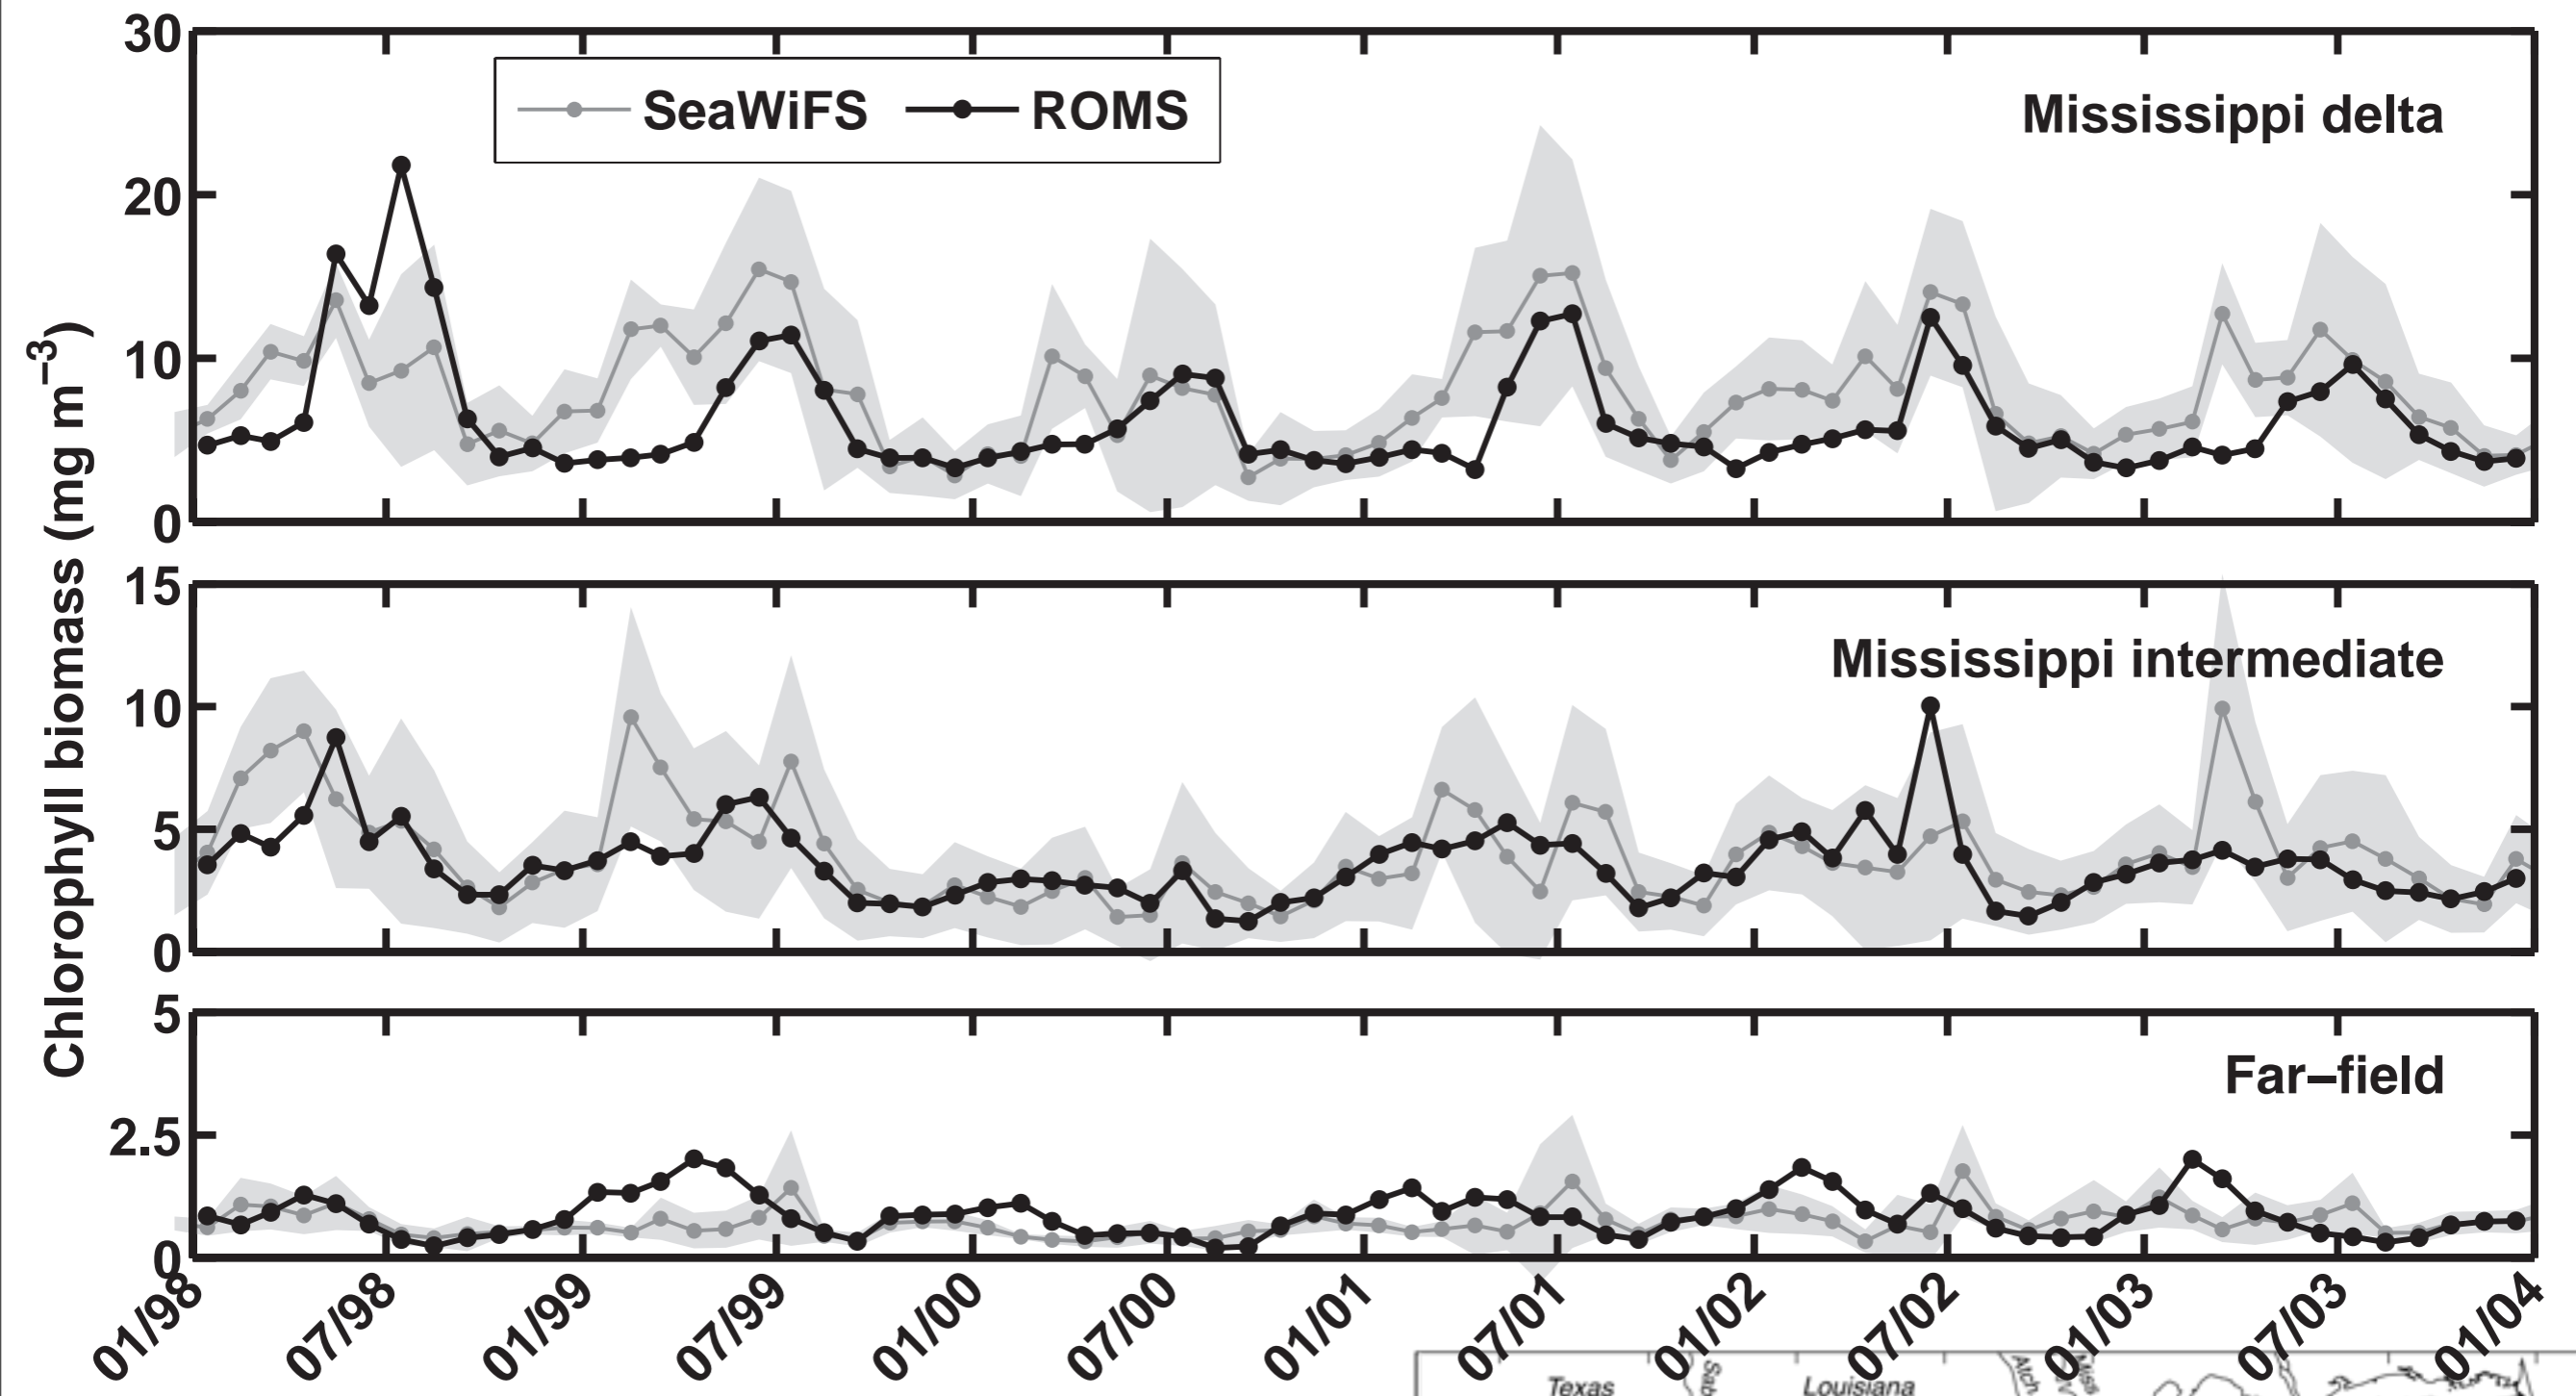 30
20
10
0
SeaWiFS ROMS
Mississippi delta
Chlorophyll biomass (mg m⁻³)
15
10
5
0
Mississippi intermediate
5
2.5
0
Far–field
01/98 07/98 01/99 07/99 01/00 07/00 01/01 07/01 01/02 07/02 01/03 07/03 01/04
Texas Louisiana